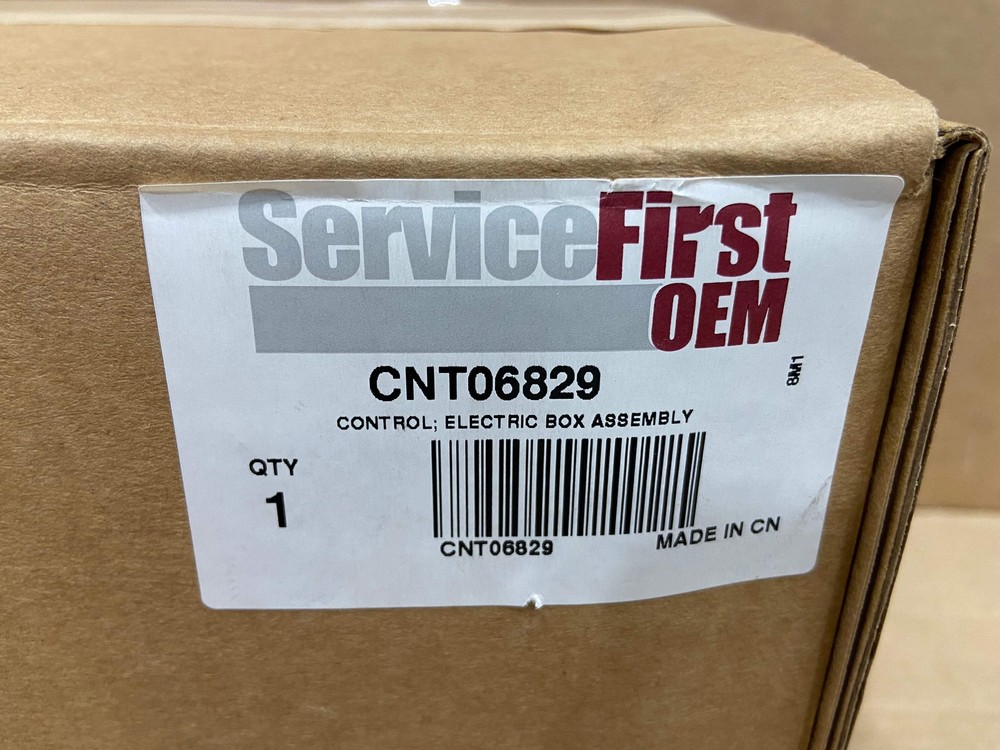 ServiceFirst
OEM
CNT06829
8M1
CONTROL; ELECTRIC BOX ASSEMBLY
QTY
1
CNT06829
MADE IN CN